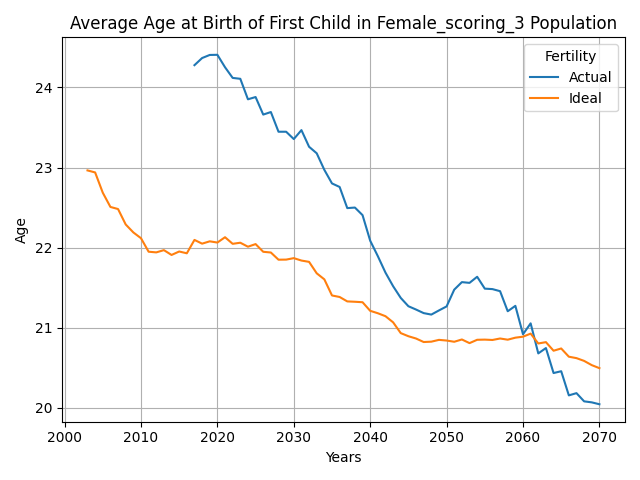 Average Age at Birth of First Child in Female_scoring_3 Population
Fertility
Actual
Ideal
Age
24
23
22
21
20
2000 2010 2020 2030 2040 2050 2060 2070
Years